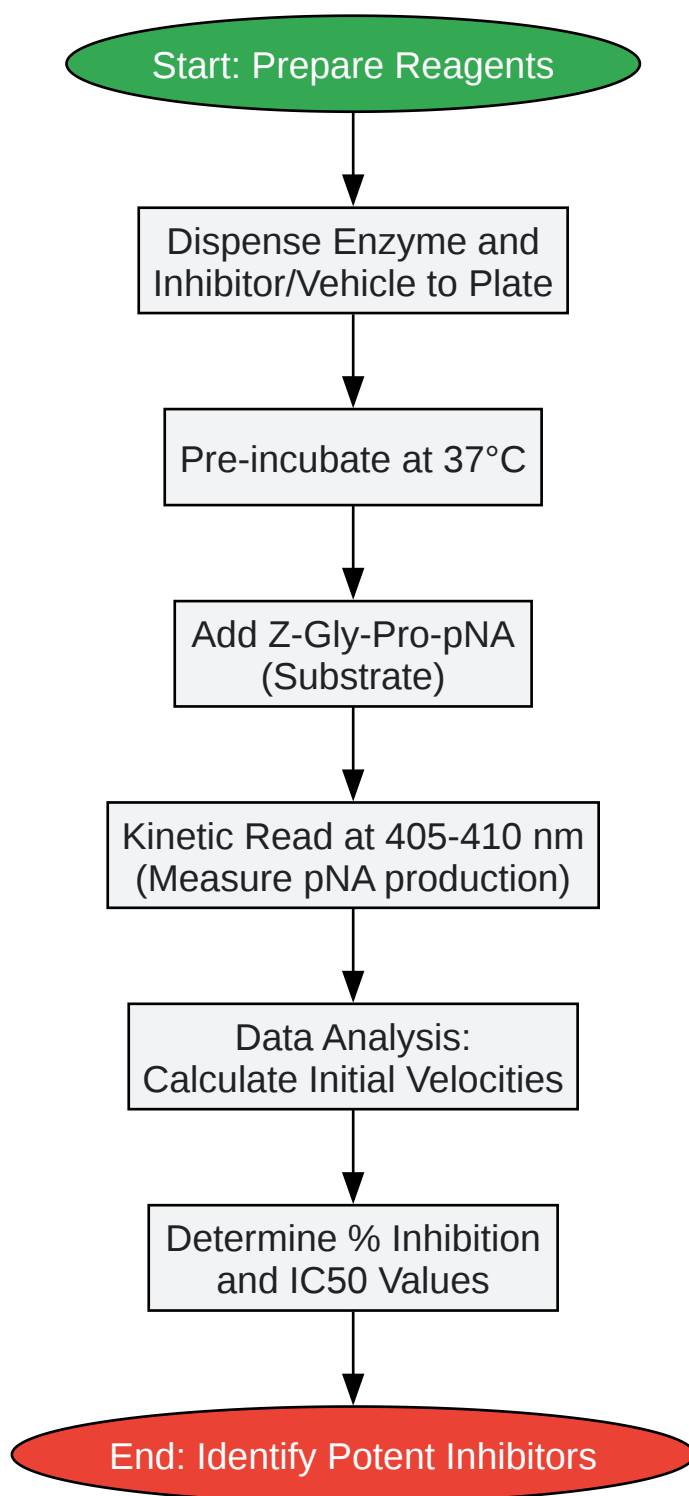 Start: Prepare Reagents
Dispense Enzyme and
Inhibitor/Vehicle to Plate
Pre-incubate at 37°C
Add Z-Gly-Pro-pNA
(Substrate)
Kinetic Read at 405-410 nm
(Measure pNA production)
Data Analysis:
Calculate Initial Velocities
Determine % Inhibition
and IC50 Values
End: Identify Potent Inhibitors